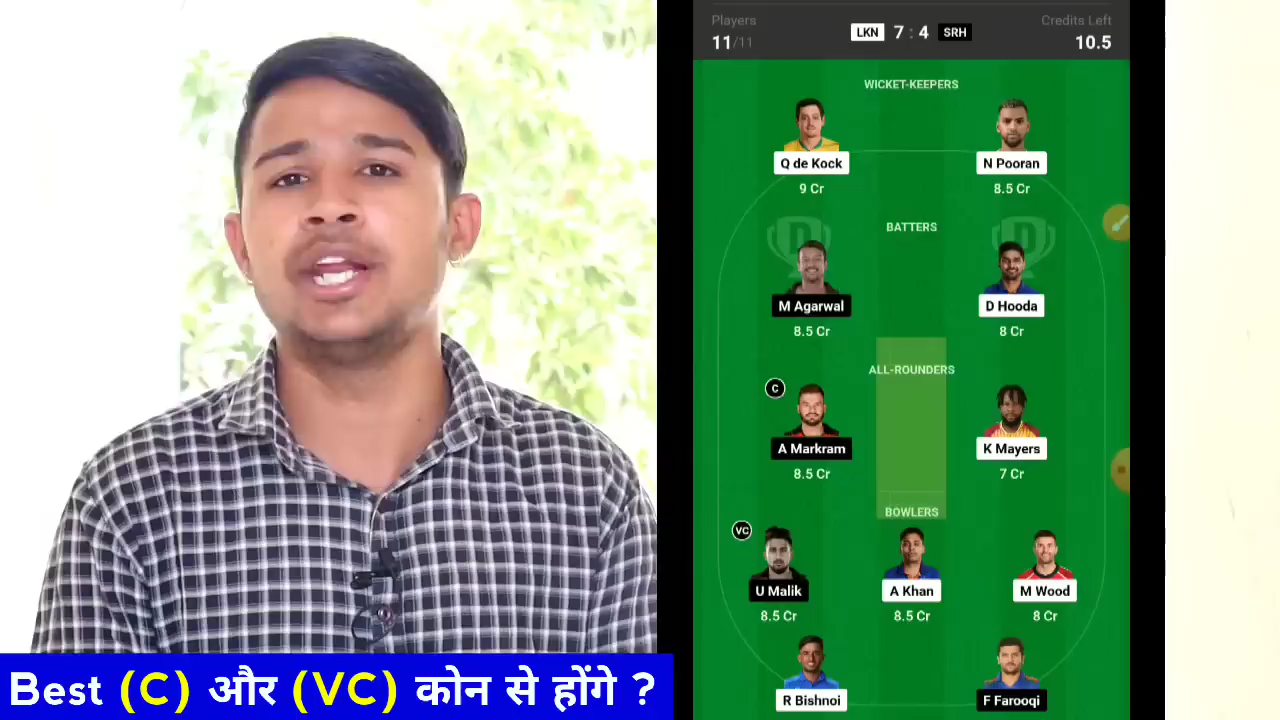 Players
11/11
LKN 7 : 4 SRH
Credits Left
10.5
WICKET-KEEPERS
Q de Kock
9 Cr
N Pooran
8.5 Cr
BATTERS
M Agarwal
8.5 Cr
D Hooda
8 Cr
ALL-ROUNDERS
C
A Markram
8.5 Cr
K Mayers
7 Cr
BOWLERS
VC
U Malik
8.5 Cr
A Khan
8.5 Cr
M Wood
8 Cr
R Bishnoi
F Farooqi
Best (C) और (VC) कोन से होंगे ?